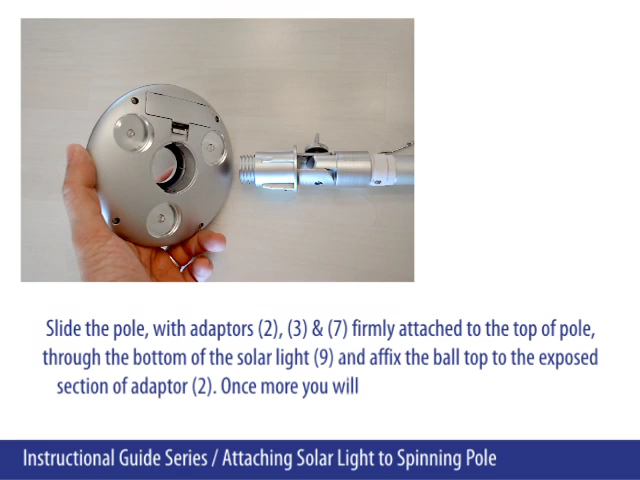 Slide the pole, with adaptors (2), (3) & (7) firmly attached to the top of pole,
through the bottom of the solar light (9) and affix the ball top to the exposed
section of adaptor (2). Once more you will
Instructional Guide Series / Attaching Solar Light to Spinning Pole